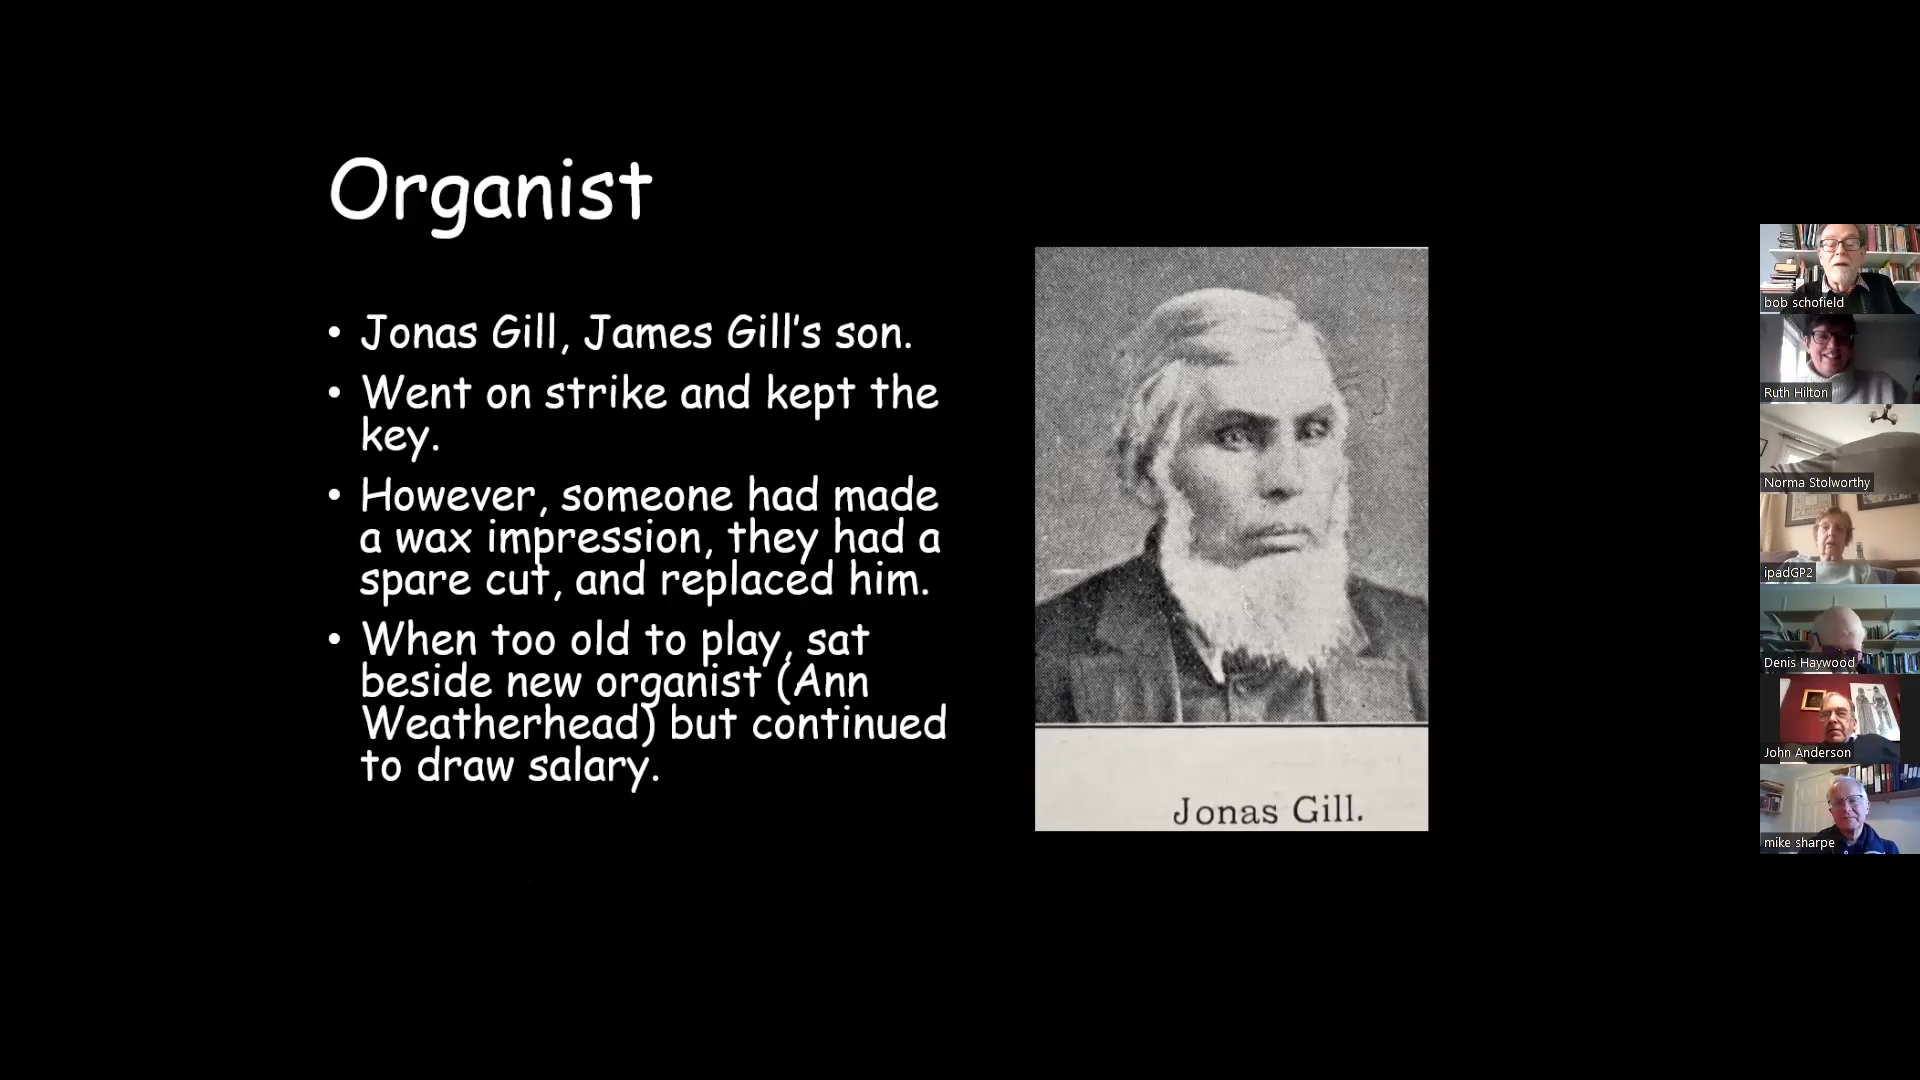 Organist
• Jonas Gill, James Gill's son.
• Went on strike and kept the
key.
• However, someone had made
a wax impression, they had a
spare cut, and replaced him.
• When too old to play, sat
beside new organist (Ann
Weatherhead) but continued
to draw salary.
Jonas Gill.
bob schofield
Ruth Hilton
Norma Stolworthy
ipadGP2
Denis Haywood
John Anderson
mike sharpe